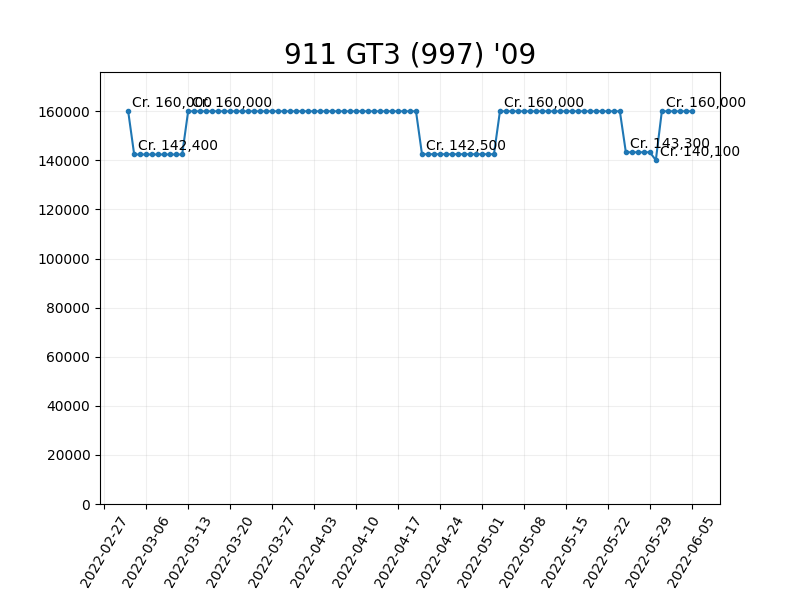 911 GT3 (997) '09
Cr. 160,000
Cr. 160,000
Cr. 160,000
Cr. 160,000
Cr. 142,400
Cr. 142,500
Cr. 143,300
Cr. 140,100
160000
140000
120000
100000
80000
60000
40000
20000
0
2022-02-27
2022-03-06
2022-03-13
2022-03-20
2022-03-27
2022-04-03
2022-04-10
2022-04-17
2022-04-24
2022-05-01
2022-05-08
2022-05-15
2022-05-22
2022-05-29
2022-06-05